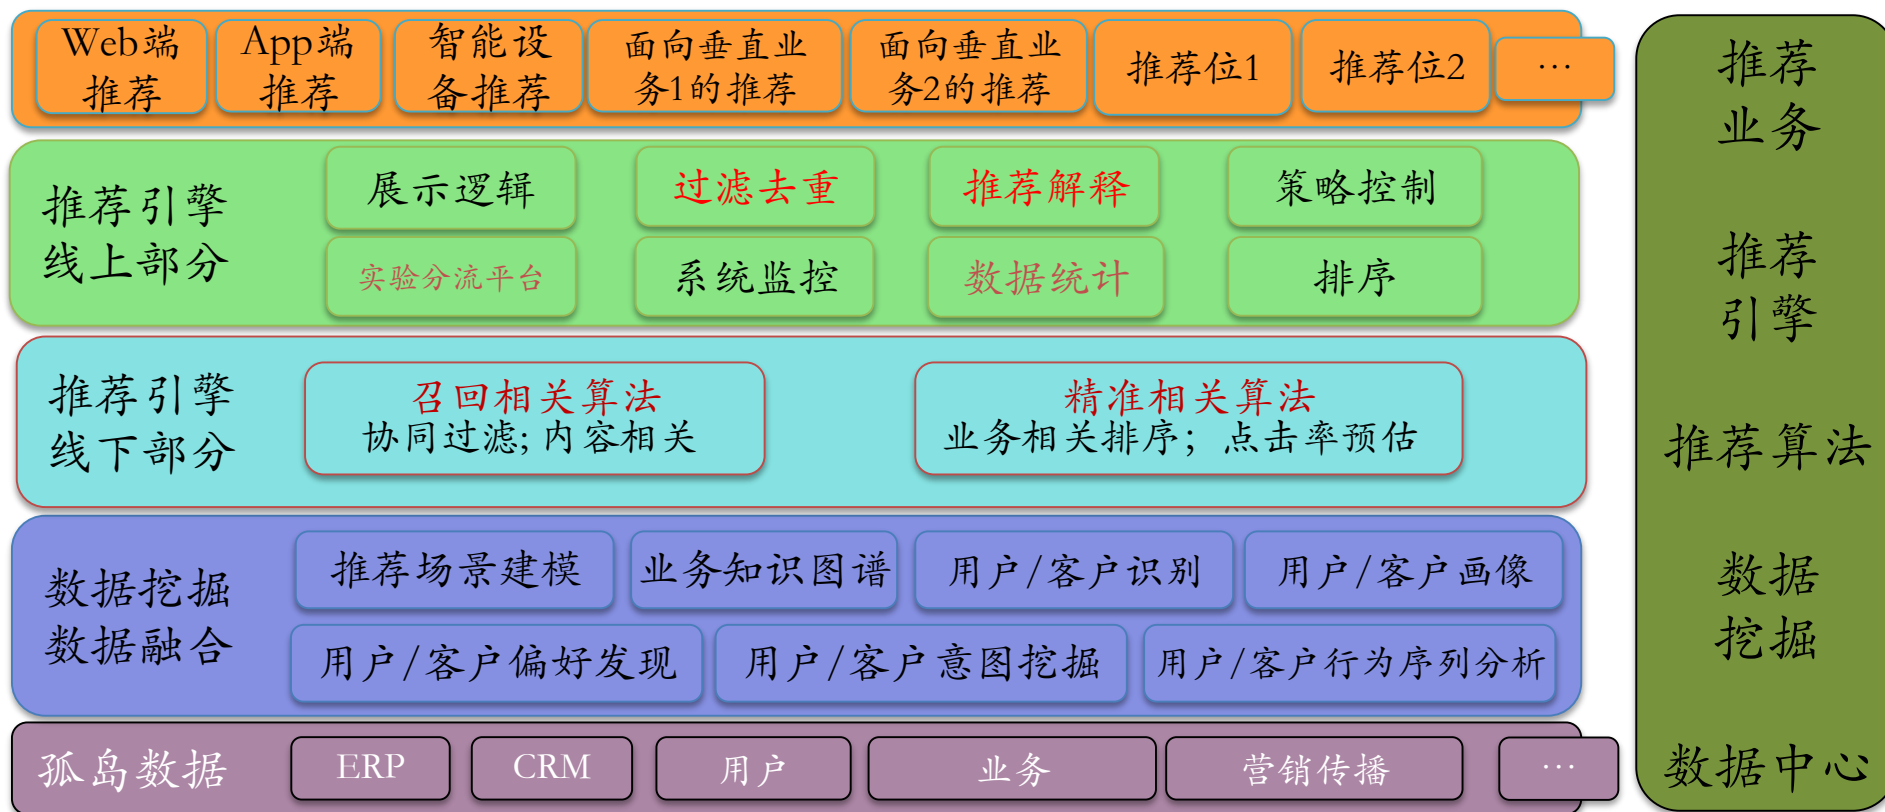 Web端
推荐
App端
推荐
智能设
备推荐
面向垂直业
务1的推荐
面向垂直业
务2的推荐
推荐位1
推荐位2
…
推荐引擎
线上部分
展示逻辑
过滤去重
推荐解释
策略控制
实验分流平台
系统监控
数据统计
排序
推荐引擎
线下部分
召回相关算法
协同过滤; 内容相关
精准相关算法
业务相关排序；点击率预估
数据挖掘
数据融合
推荐场景建模
业务知识图谱
用户/客户识别
用户/客户画像
用户/客户偏好发现
用户/客户意图挖掘
用户/客户行为序列分析
孤岛数据
ERP
CRM
用户
业务
营销传播
…
推荐
业务
推荐
引擎
推荐算法
数据
挖掘
数据中心